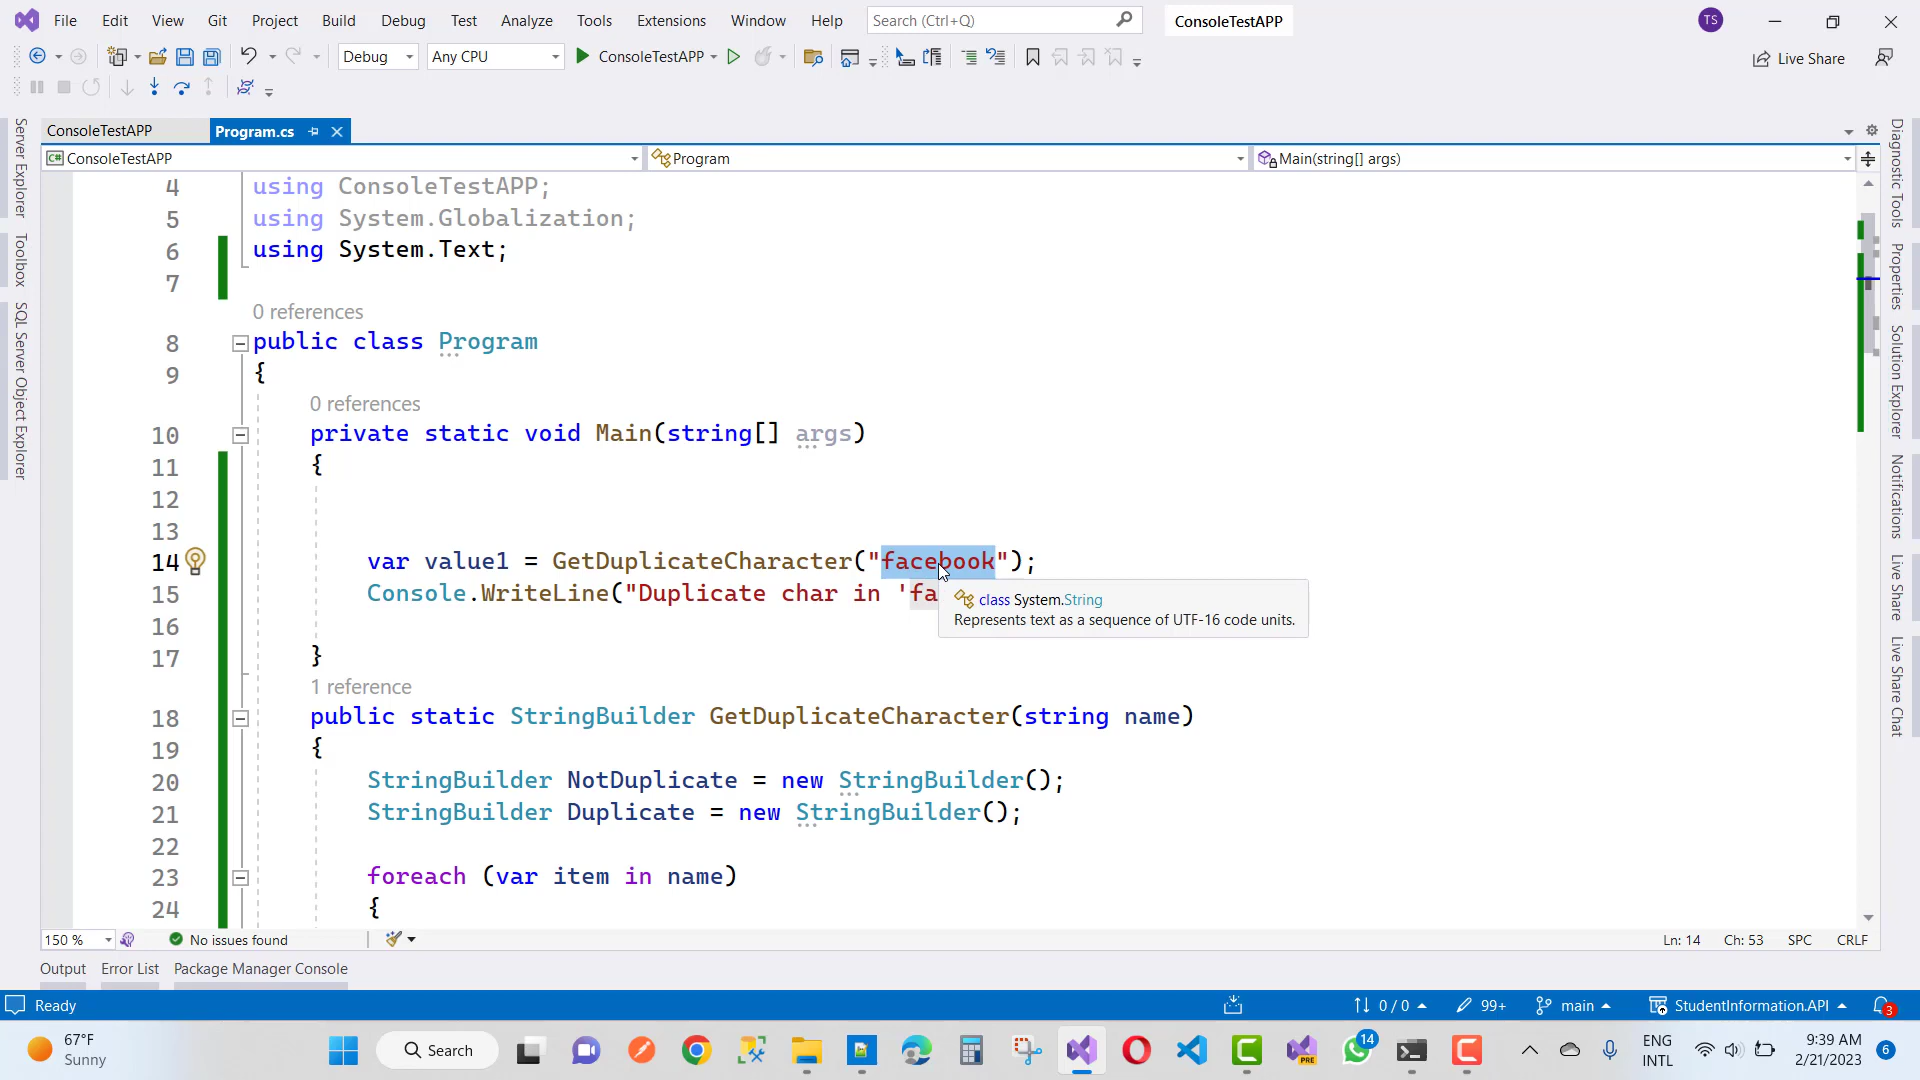 File Edit View Git Project Build Debug Test Analyze Tools Extensions Window Help Search (Ctrl+Q) ConsoleTestAPP TS
Debug Any CPU ConsoleTestAPP Live Share
ConsoleTestAPP Program.cs
ConsoleTestAPP Program Main(string[] args)
4 using ConsoleTestAPP;
5 using System.Globalization;
6 using System.Text;
7
0 references
8 public class Program
9 {
0 references
10 private static void Main(string[] args)
11 {
12
13
14 var value1 = GetDuplicateCharacter("facebook");
15 Console.WriteLine("Duplicate char in 'fa
class System.String
Represents text as a sequence of UTF-16 code units.
16
17 }
1 reference
18 public static StringBuilder GetDuplicateCharacter(string name)
19 {
20 StringBuilder NotDuplicate = new StringBuilder();
21 StringBuilder Duplicate = new StringBuilder();
22
23 foreach (var item in name)
24 {
Server Explorer
Toolbox
SQL Server Object Explorer
Diagnostic Tools
Properties
Solution Explorer
Notifications
Live Share
Live Share Chat
150 % No issues found Ln: 14 Ch: 53 SPC CRLF
Output Error List Package Manager Console
Ready 0 / 0 99+ main StudentInformation.API 3
67°F
Sunny
Search
PRE
14
ENG
INTL
9:39 AM
2/21/2023
6